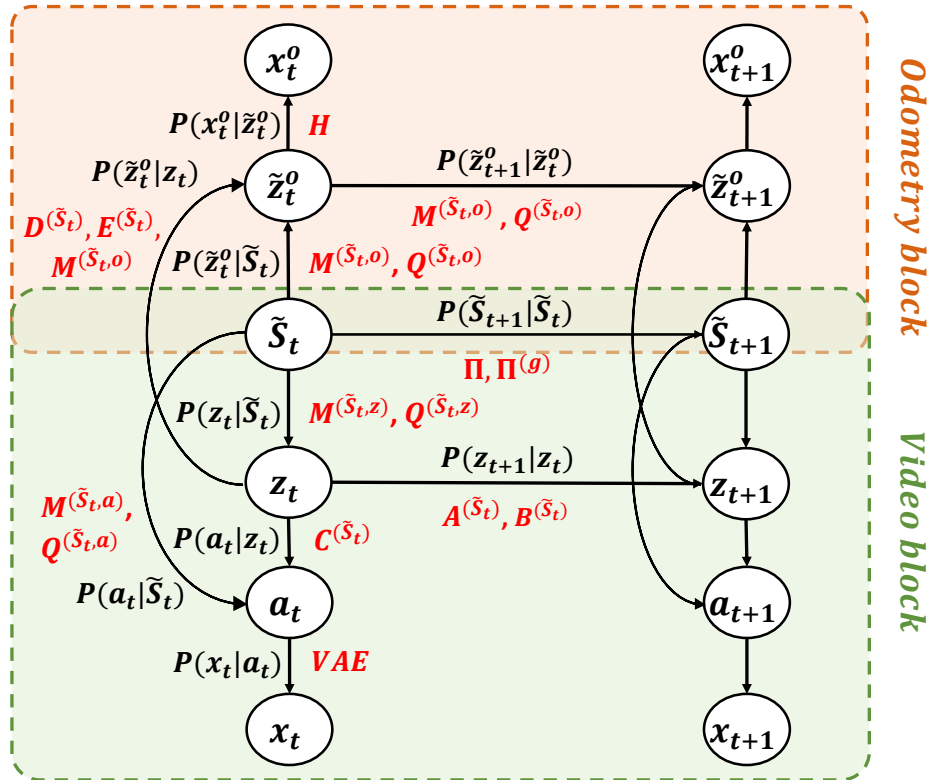 x_t^o
x_{t+1}^o
P(x_t^o|z̃_t^o)
H
P(z̃_t^o|z_t)
z̃_t^o
P(z̃_{t+1}^o|z̃_t^o)
z̃_{t+1}^o
D^{(S̃_t)}, E^{(S̃_t)},
M^{(S̃_t,o)}
M^{(S̃_t,o)}, Q^{(S̃_t,o)}
P(z̃_t^o|S̃_t)
M^{(S̃_t,o)}, Q^{(S̃_t,o)}
Odometry block
S̃_t
P(S̃_{t+1}|S̃_t)
S̃_{t+1}
Π, Π^{(g)}
P(z_t|S̃_t)
M^{(S̃_t,z)}, Q^{(S̃_t,z)}
z_t
P(z_{t+1}|z_t)
z_{t+1}
A^{(S̃_t)}, B^{(S̃_t)}
M^{(S̃_t,a)},
Q^{(S̃_t,a)}
P(a_t|z_t)
C^{(S̃_t)}
Video block
P(a_t|S̃_t)
a_t
a_{t+1}
P(x_t|a_t)
VAE
x_t
x_{t+1}